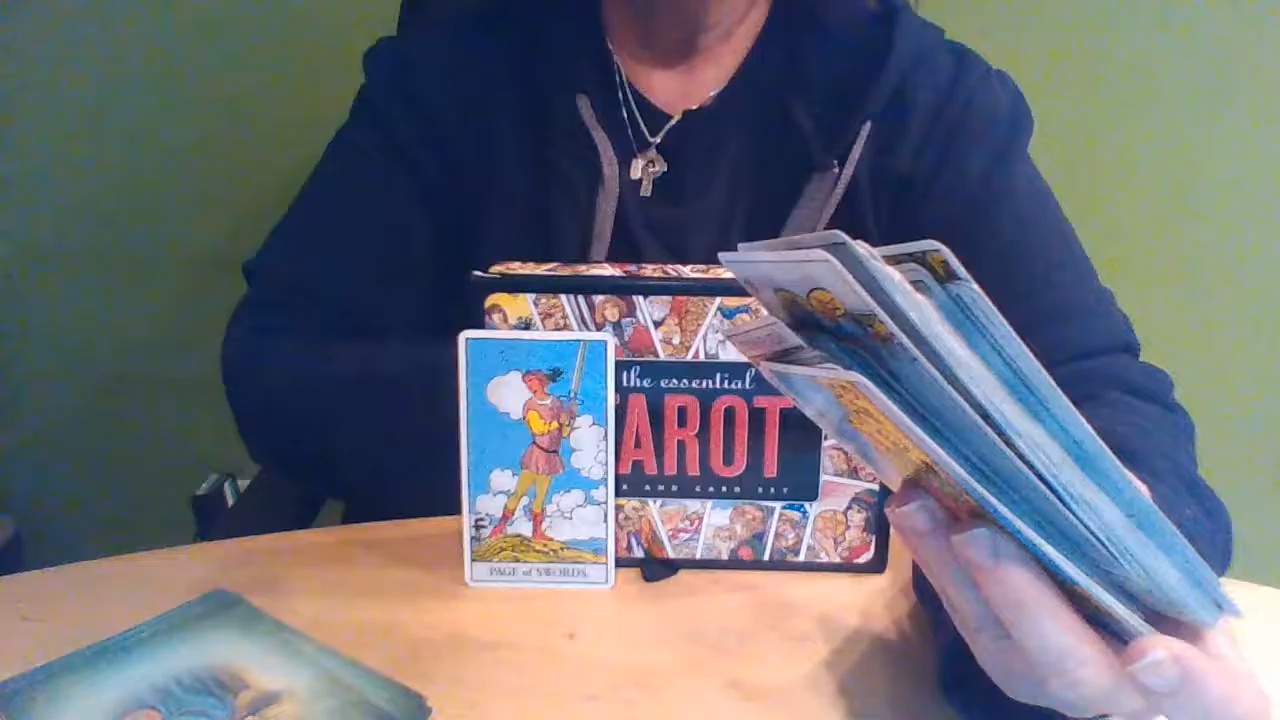 the essential
AROT
AND CARD SET
PAGE of SWORDS.